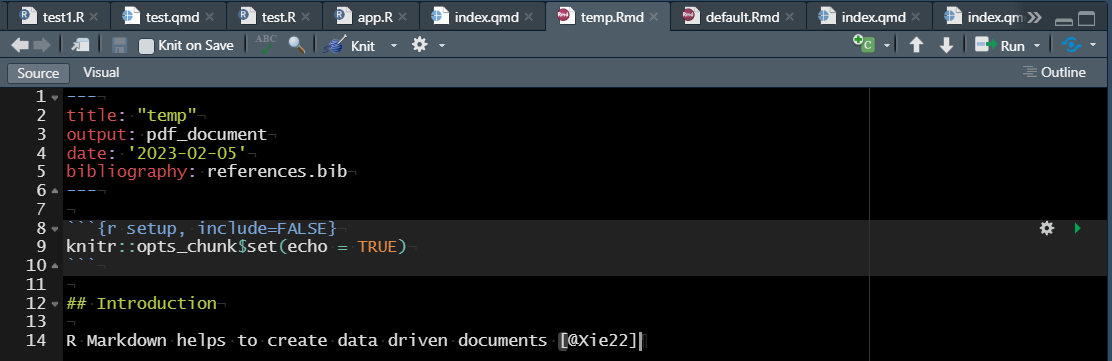 test1.R test.qmd test.R app.R index.qmd temp.Rmd default.Rmd index.qmd index.qm
Knit on Save ABC Knit C Run
Source Visual Outline
1 ---
2 title: "temp"
3 output: pdf_document
4 date: '2023-02-05'
5 bibliography: references.bib
6 ---
7
8 ```{r setup, include=FALSE}
9 knitr::opts_chunk$set(echo = TRUE)
10 ```
11
12 ## Introduction
13
14 R Markdown helps to create data driven documents [@Xie22]